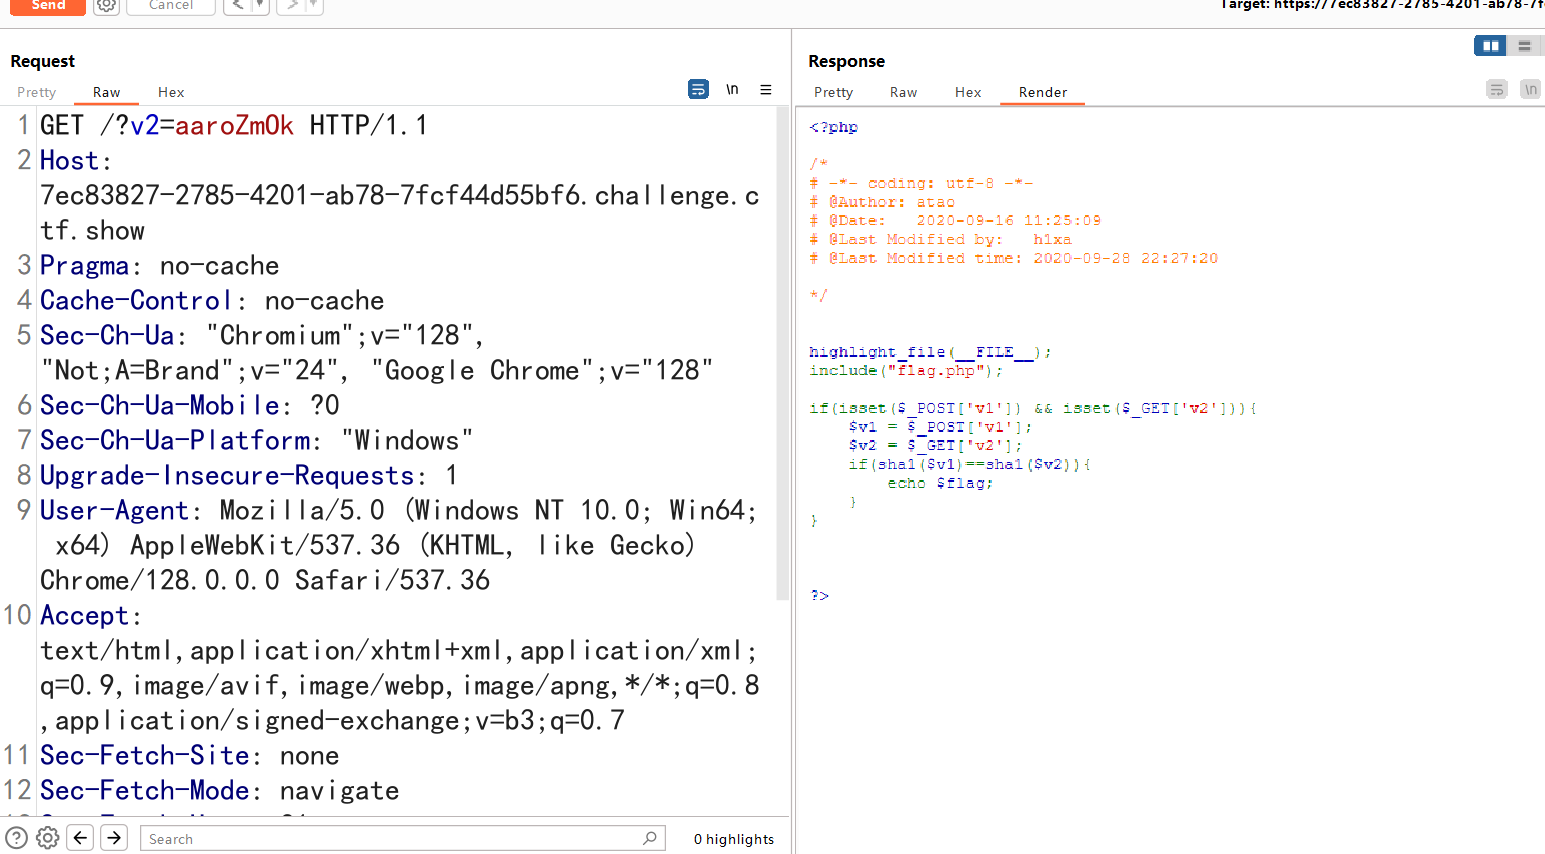 Send
Cancel
Target: https://7ec83827-2785-4201-ab78-7f
Request
Pretty Raw Hex
\n
1 GET /?v2=aaroZmOk HTTP/1.1
2 Host:
7ec83827-2785-4201-ab78-7fcf44d55bf6.challenge.c
tf.show
3 Pragma: no-cache
4 Cache-Control: no-cache
5 Sec-Ch-Ua: "Chromium";v="128",
"Not;A=Brand";v="24", "Google Chrome";v="128"
6 Sec-Ch-Ua-Mobile: ?0
7 Sec-Ch-Ua-Platform: "Windows"
8 Upgrade-Insecure-Requests: 1
9 User-Agent: Mozilla/5.0 (Windows NT 10.0; Win64;
x64) AppleWebKit/537.36 (KHTML, like Gecko)
Chrome/128.0.0.0 Safari/537.36
10 Accept:
text/html,application/xhtml+xml,application/xml;
q=0.9,image/avif,image/webp,image/apng,*/*;q=0.8
,application/signed-exchange;v=b3;q=0.7
11 Sec-Fetch-Site: none
12 Sec-Fetch-Mode: navigate
Search
0 highlights
Response
Pretty Raw Hex Render
\n
<?php
/*
# -*- coding: utf-8 -*-
# @Author: atao
# @Date:   2020-09-16 11:25:09
# @Last Modified by:   h1xa
# @Last Modified time: 2020-09-28 22:27:20
*/
highlight_file(__FILE__);
include("flag.php");
if(isset($_POST['v1']) && isset($_GET['v2'])){
$v1 = $_POST['v1'];
$v2 = $_GET['v2'];
if(sha1($v1)==sha1($v2)){
echo $flag;
}
}
?>